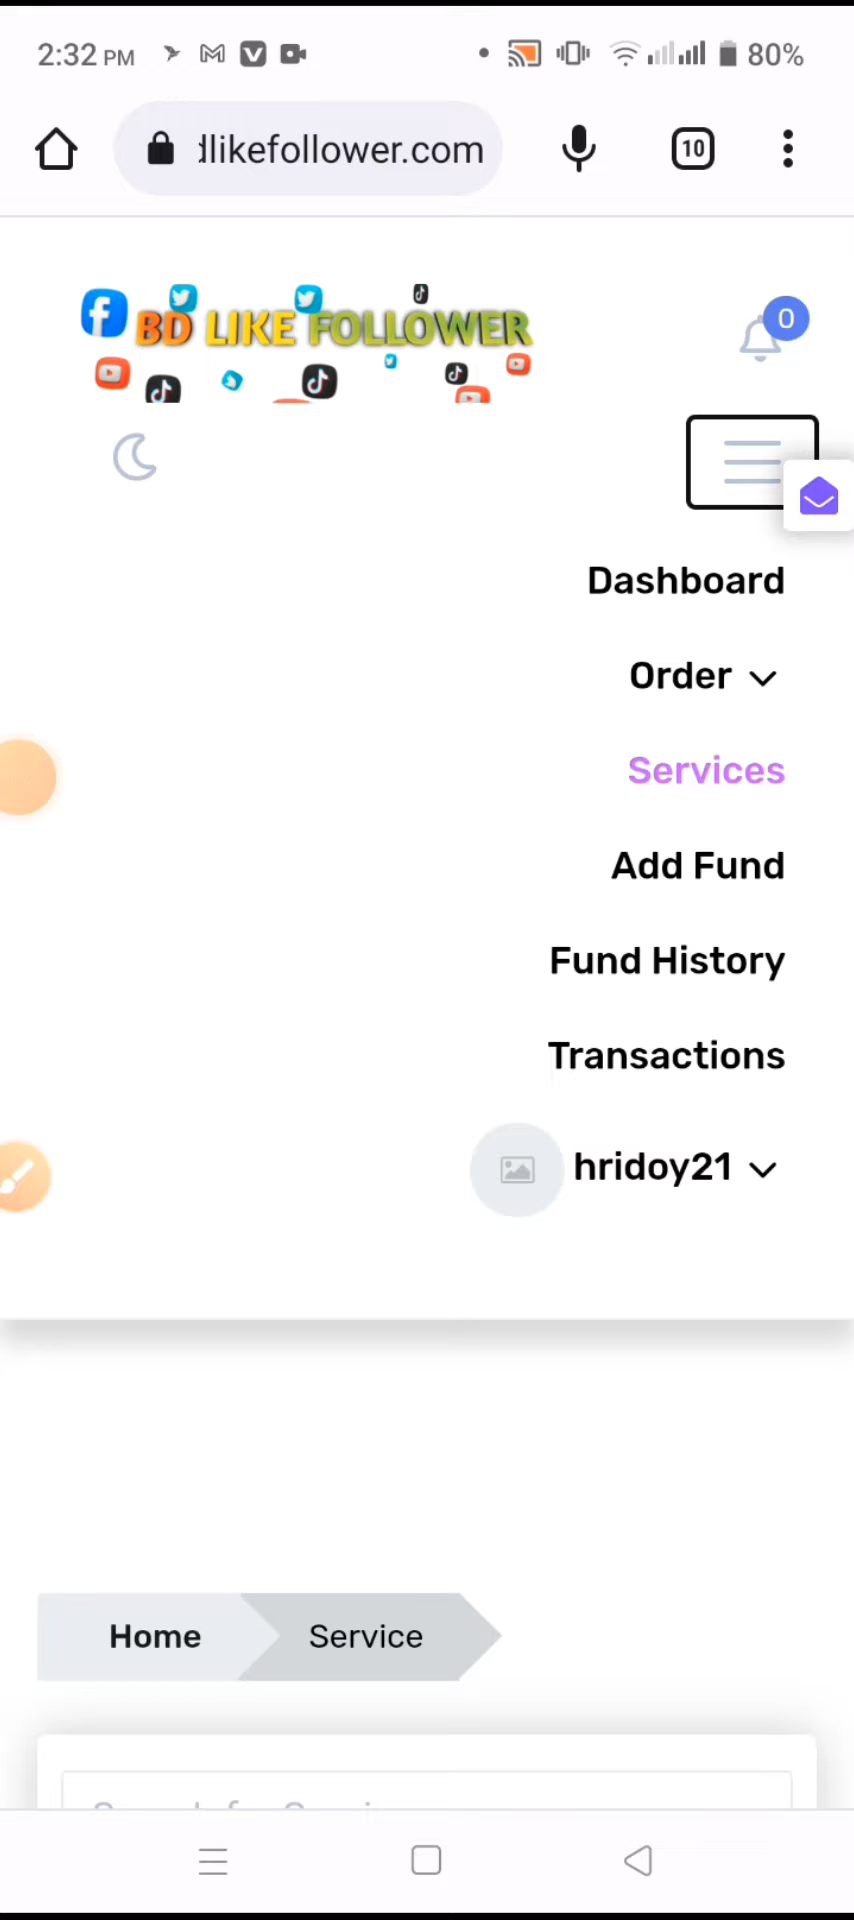 2:32 PM
80%
dlikefollower.com
10
BD LIKE FOLLOWER
0
Dashboard
Order
Services
Add Fund
Fund History
Transactions
hridoy21
Home
Service